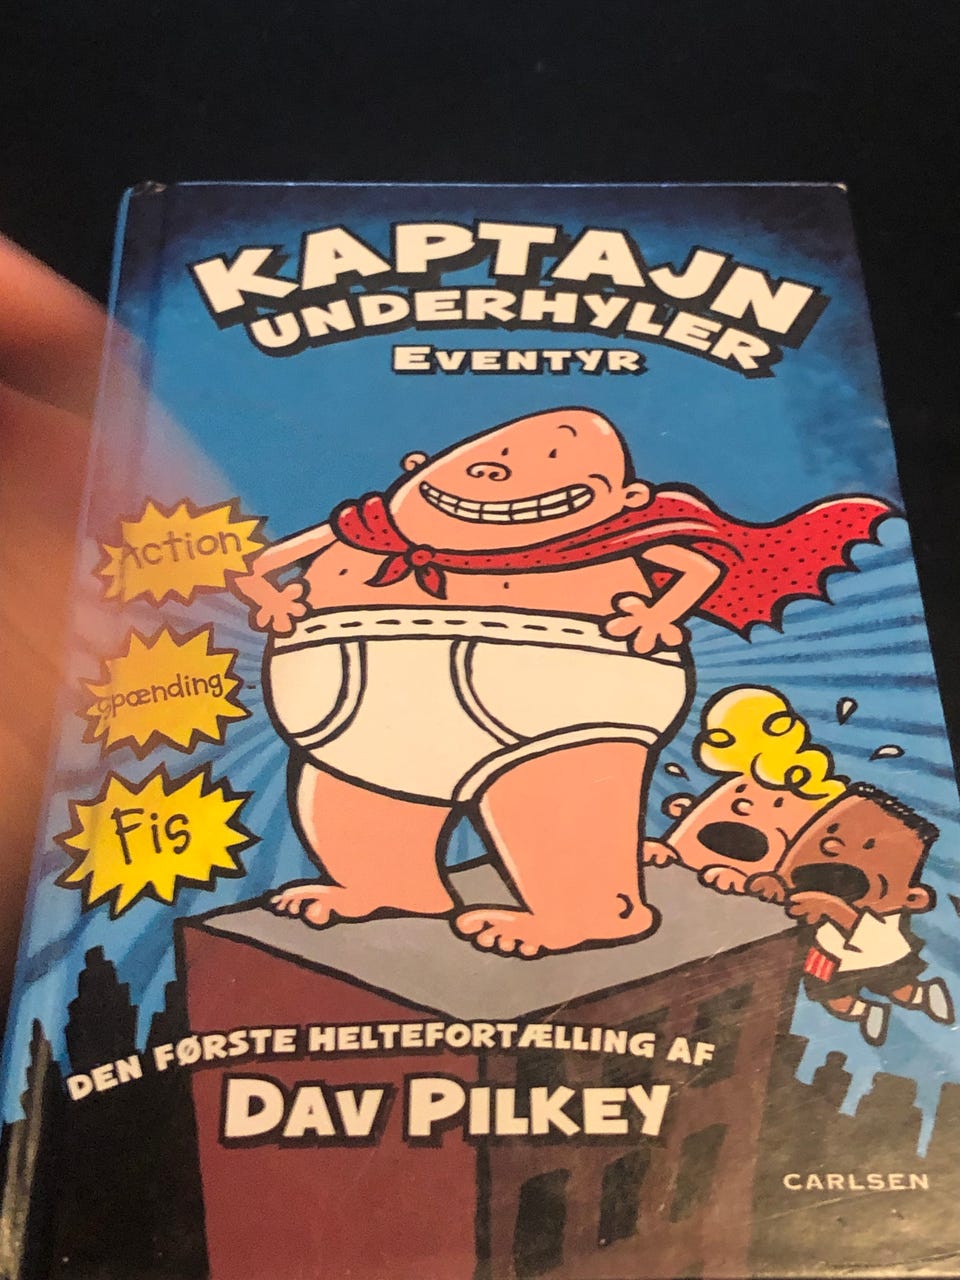 KAPTAJN
UNDERHYLER
EVENTYR
Action
Spænding
Fis
DEN FØRSTE HELTEFORTÆLLING AF
DAV PILKEY
CARLSEN